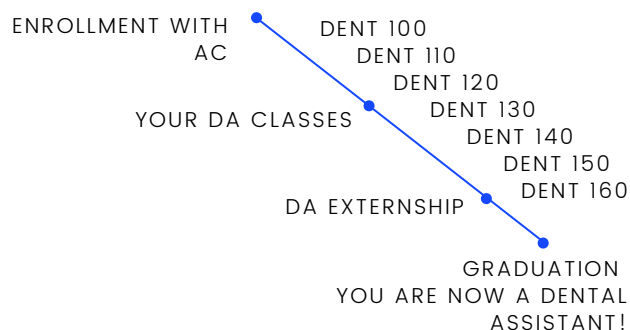 ENROLLMENT WITH
AC
DENT 100
DENT 110
DENT 120
DENT 130
YOUR DA CLASSES
DENT 140
DENT 150
DENT 160
DA EXTERNSHIP
GRADUATION
YOU ARE NOW A DENTAL
ASSISTANT!